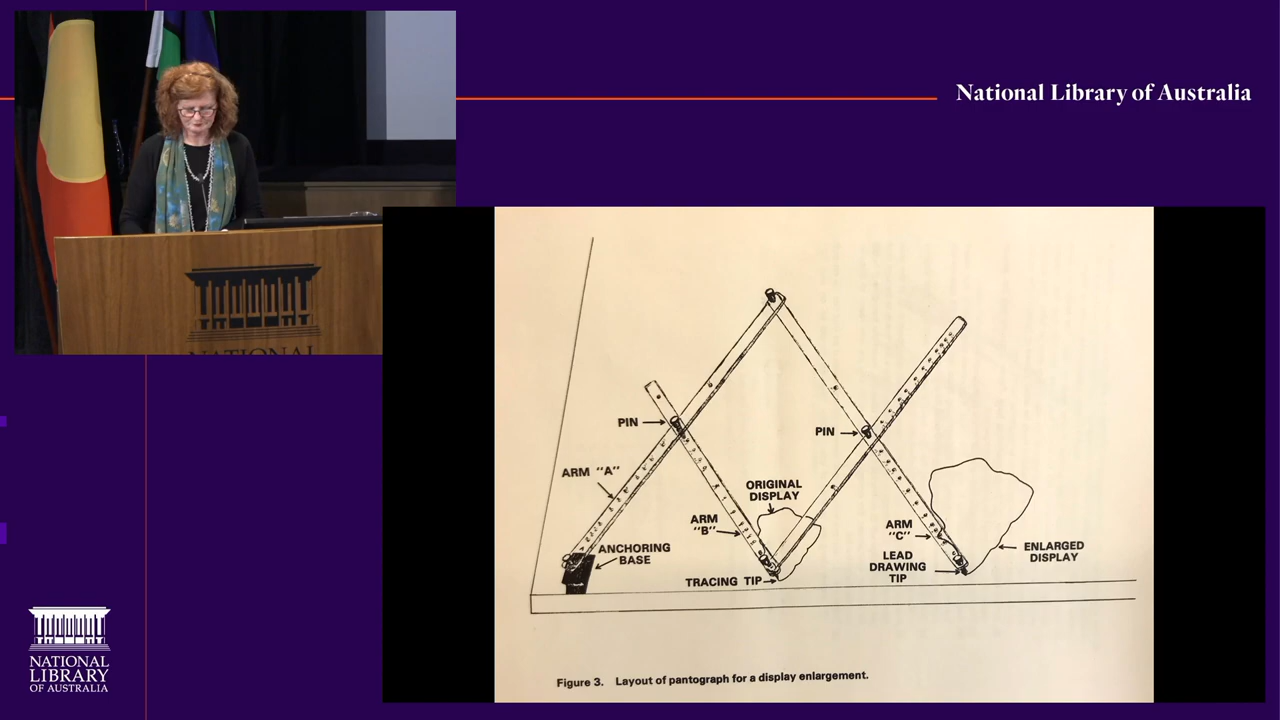 National Library of Australia
NATIONAL
PIN
PIN
ARM "A"
ORIGINAL
DISPLAY
ARM
"B"
ARM
"C"
ANCHORING
BASE
ENLARGED
DISPLAY
LEAD
DRAWING
TIP
TRACING TIP
Figure 3. Layout of pantograph for a display enlargement.
NATIONAL
LIBRARY
OF AUSTRALIA